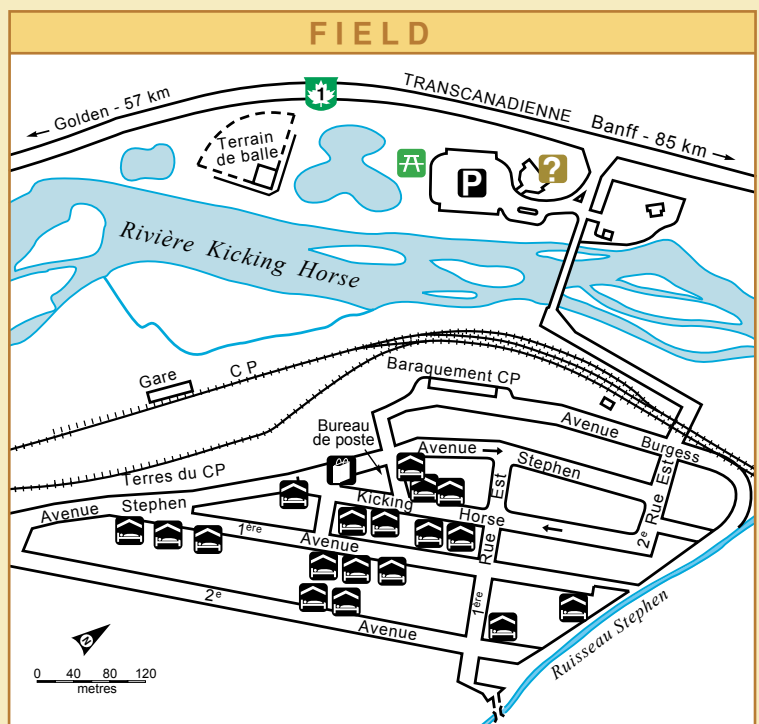 FIELD
Golden - 57 km
1
TRANSCANADIENNE
Banff - 85 km
Terrain
de balle
P
?
Rivière Kicking Horse
Gare
CP
Baraquement CP
Bureau
de poste
Avenue Burgess
Avenue Stephen
Terres du CP
Avenue Stephen
Kicking Horse
1ère Avenue
Rue Est
1ère
2e Rue Est
2e Avenue
Ruisseau Stephen
N
0 40 80 120
metres